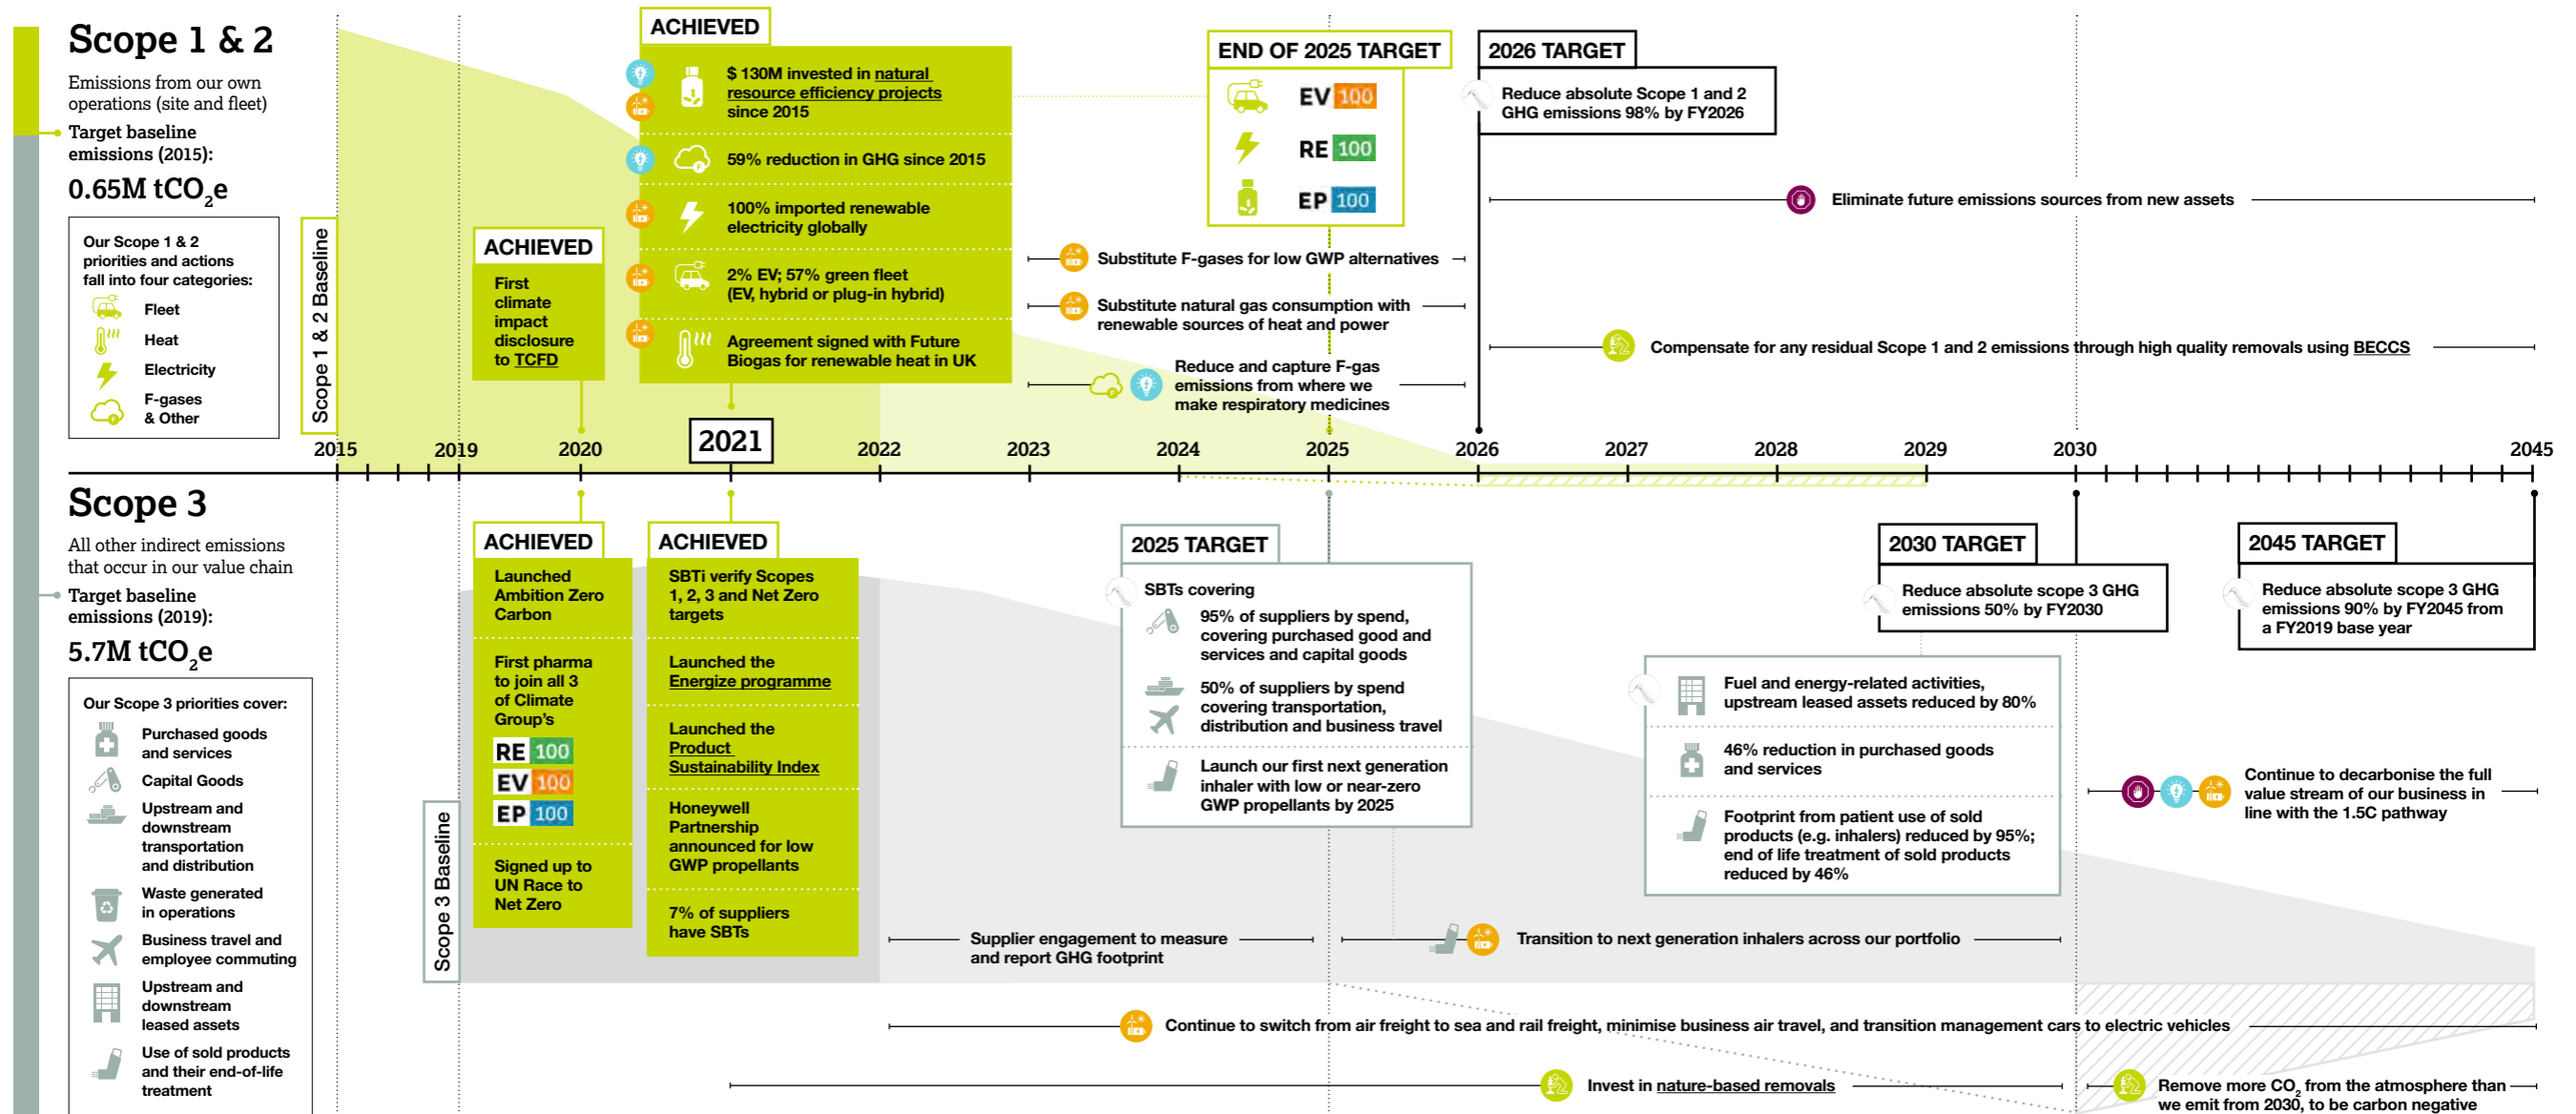 Scope 1 & 2
Emissions from our own
operations (site and fleet)
Target baseline
emissions (2015):
0.65M tCO₂e
Our Scope 1 & 2
priorities and actions
fall into four categories:
Fleet
Heat
Electricity
F-gases
& Other
Scope 1 & 2 Baseline
ACHIEVED
First
climate
impact
disclosure
to TCFD
ACHIEVED
$ 130M invested in natural
resource efficiency projects
since 2015
59% reduction in GHG since 2015
100% imported renewable
electricity globally
2% EV; 57% green fleet
(EV, hybrid or plug-in hybrid)
Agreement signed with Future
Biogas for renewable heat in UK
END OF 2025 TARGET
EV 100
RE 100
EP 100
2026 TARGET
Reduce absolute Scope 1 and 2
GHG emissions 98% by FY2026
Substitute F-gases for low GWP alternatives
Substitute natural gas consumption with
renewable sources of heat and power
Reduce and capture F-gas
emissions from where we
make respiratory medicines
Eliminate future emissions sources from new assets
Compensate for any residual Scope 1 and 2 emissions through high quality removals using BECCS
2015 2019 2020 2021 2022 2023 2024 2025 2026 2027 2028 2029 2030 2045
Scope 3
All other indirect emissions
that occur in our value chain
Target baseline
emissions (2019):
5.7M tCO₂e
Our Scope 3 priorities cover:
Purchased goods
and services
Capital Goods
Upstream and
downstream
transportation
and distribution
Waste generated
in operations
Business travel and
employee commuting
Upstream and
downstream
leased assets
Use of sold products
and their end-of-life
treatment
Scope 3 Baseline
ACHIEVED
Launched
Ambition Zero
Carbon
First pharma
to join all 3
of Climate
Group's
RE 100
EV 100
EP 100
Signed up to
UN Race to
Net Zero
ACHIEVED
SBTi verify Scopes
1, 2, 3 and Net Zero
targets
Launched the
Energize programme
Launched the
Product
Sustainability Index
Honeywell
Partnership
announced for low
GWP propellants
7% of suppliers
have SBTs
2025 TARGET
SBTs covering
95% of suppliers by spend,
covering purchased good and
services and capital goods
50% of suppliers by spend
covering transportation,
distribution and business travel
Launch our first next generation
inhaler with low or near-zero
GWP propellants by 2025
2030 TARGET
Reduce absolute scope 3 GHG
emissions 50% by FY2030
Fuel and energy-related activities,
upstream leased assets reduced by 80%
46% reduction in purchased goods
and services
Footprint from patient use of sold
products (e.g. inhalers) reduced by 95%;
end of life treatment of sold products
reduced by 46%
2045 TARGET
Reduce absolute scope 3 GHG
emissions 90% by FY2045 from
a FY2019 base year
Continue to decarbonise the full
value stream of our business in
line with the 1.5C pathway
Supplier engagement to measure
and report GHG footprint
Transition to next generation inhalers across our portfolio
Continue to switch from air freight to sea and rail freight, minimise business air travel, and transition management cars to electric vehicles
Invest in nature-based removals
Remove more CO₂ from the atmosphere than
we emit from 2030, to be carbon negative